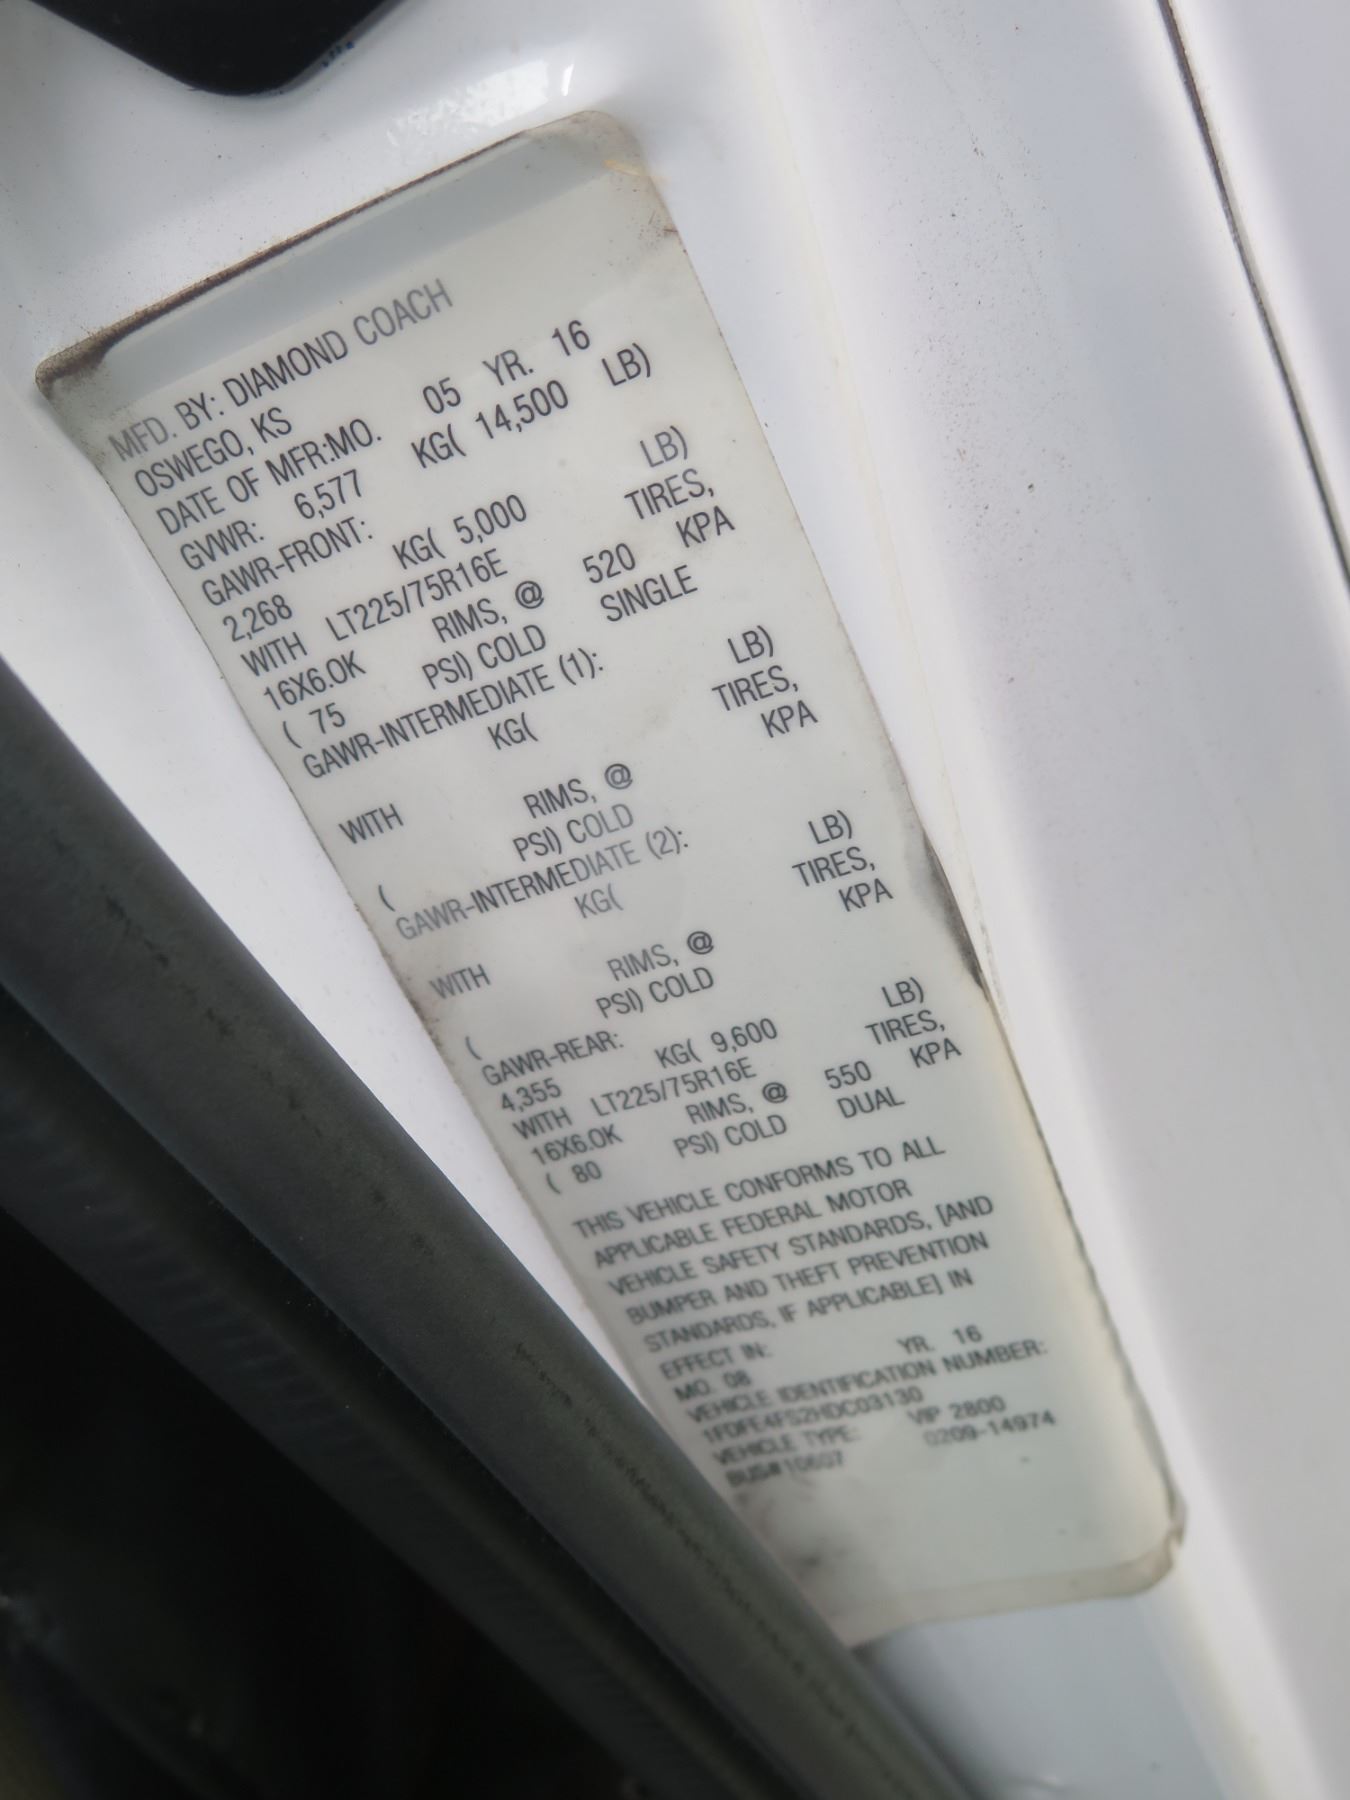 MFD. BY: DIAMOND COACH
OSWEGO, KS
DATE OF MFR:MO. 05 YR. 16
GVWR: 6,577 KG( 14,500 LB)
GAWR-FRONT:
2,268 KG( 5,000 LB)
WITH LT225/75R16E TIRES,
16X6.0K RIMS, @ 520 KPA
( 75 PSI) COLD SINGLE
GAWR-INTERMEDIATE (1):
KG( LB)
WITH TIRES,
RIMS, @ KPA
( PSI) COLD
GAWR-INTERMEDIATE (2):
KG( LB)
WITH TIRES,
RIMS, @ KPA
( PSI) COLD
GAWR-REAR:
4,355 KG( 9,600 LB)
WITH LT225/75R16E TIRES,
16X6.0K RIMS, @ 550 KPA
( 80 PSI) COLD DUAL
THIS VEHICLE CONFORMS TO ALL
APPLICABLE FEDERAL MOTOR
VEHICLE SAFETY STANDARDS, [AND
BUMPER AND THEFT PREVENTION
STANDARDS, IF APPLICABLE] IN
EFFECT IN:
MO. 08 YR. 16
VEHICLE IDENTIFICATION NUMBER:
1FDFE4FS2HDC03130
VEHICLE TYPE: VIP 2800
BUS#10607 0209-14974